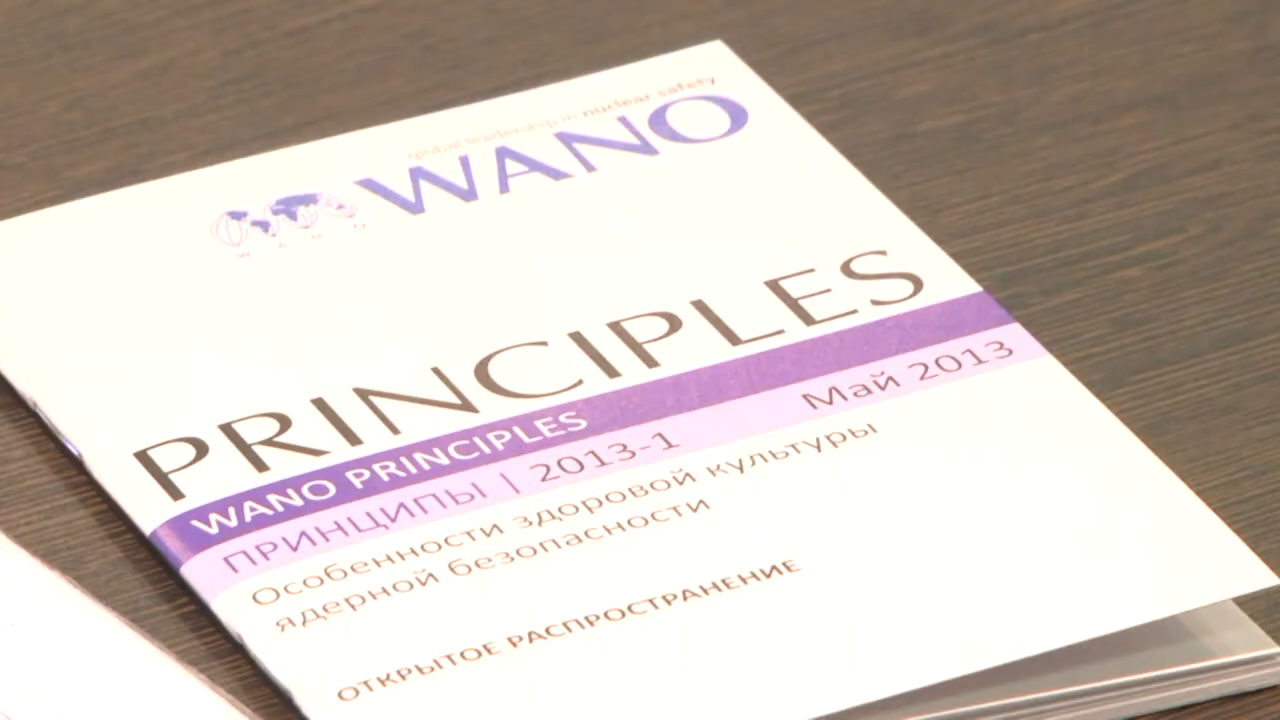 global leadership in nuclear safety
WANO
W A N O
PRINCIPLES
WANO PRINCIPLES
ПРИНЦИПЫ | 2013-1 Май 2013
Особенности здоровой культуры
ядерной безопасности
ОТКРЫТОЕ РАСПРОСТРАНЕНИЕ